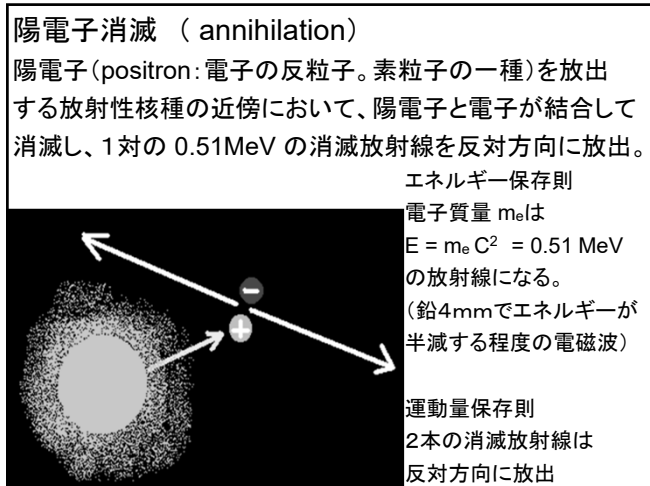 陽電子消滅 （ annihilation）
陽電子（positron：電子の反粒子。素粒子の一種）を放出
する放射性核種の近傍において、陽電子と電子が結合して
消滅し、1対の 0.51MeV の消滅放射線を反対方向に放出。
エネルギー保存則
電子質量 mₑは
E = mₑ C² = 0.51 MeV
の放射線になる。
（鉛4mmでエネルギーが
半減する程度の電磁波）
−
+
運動量保存則
2本の消滅放射線は
反対方向に放出